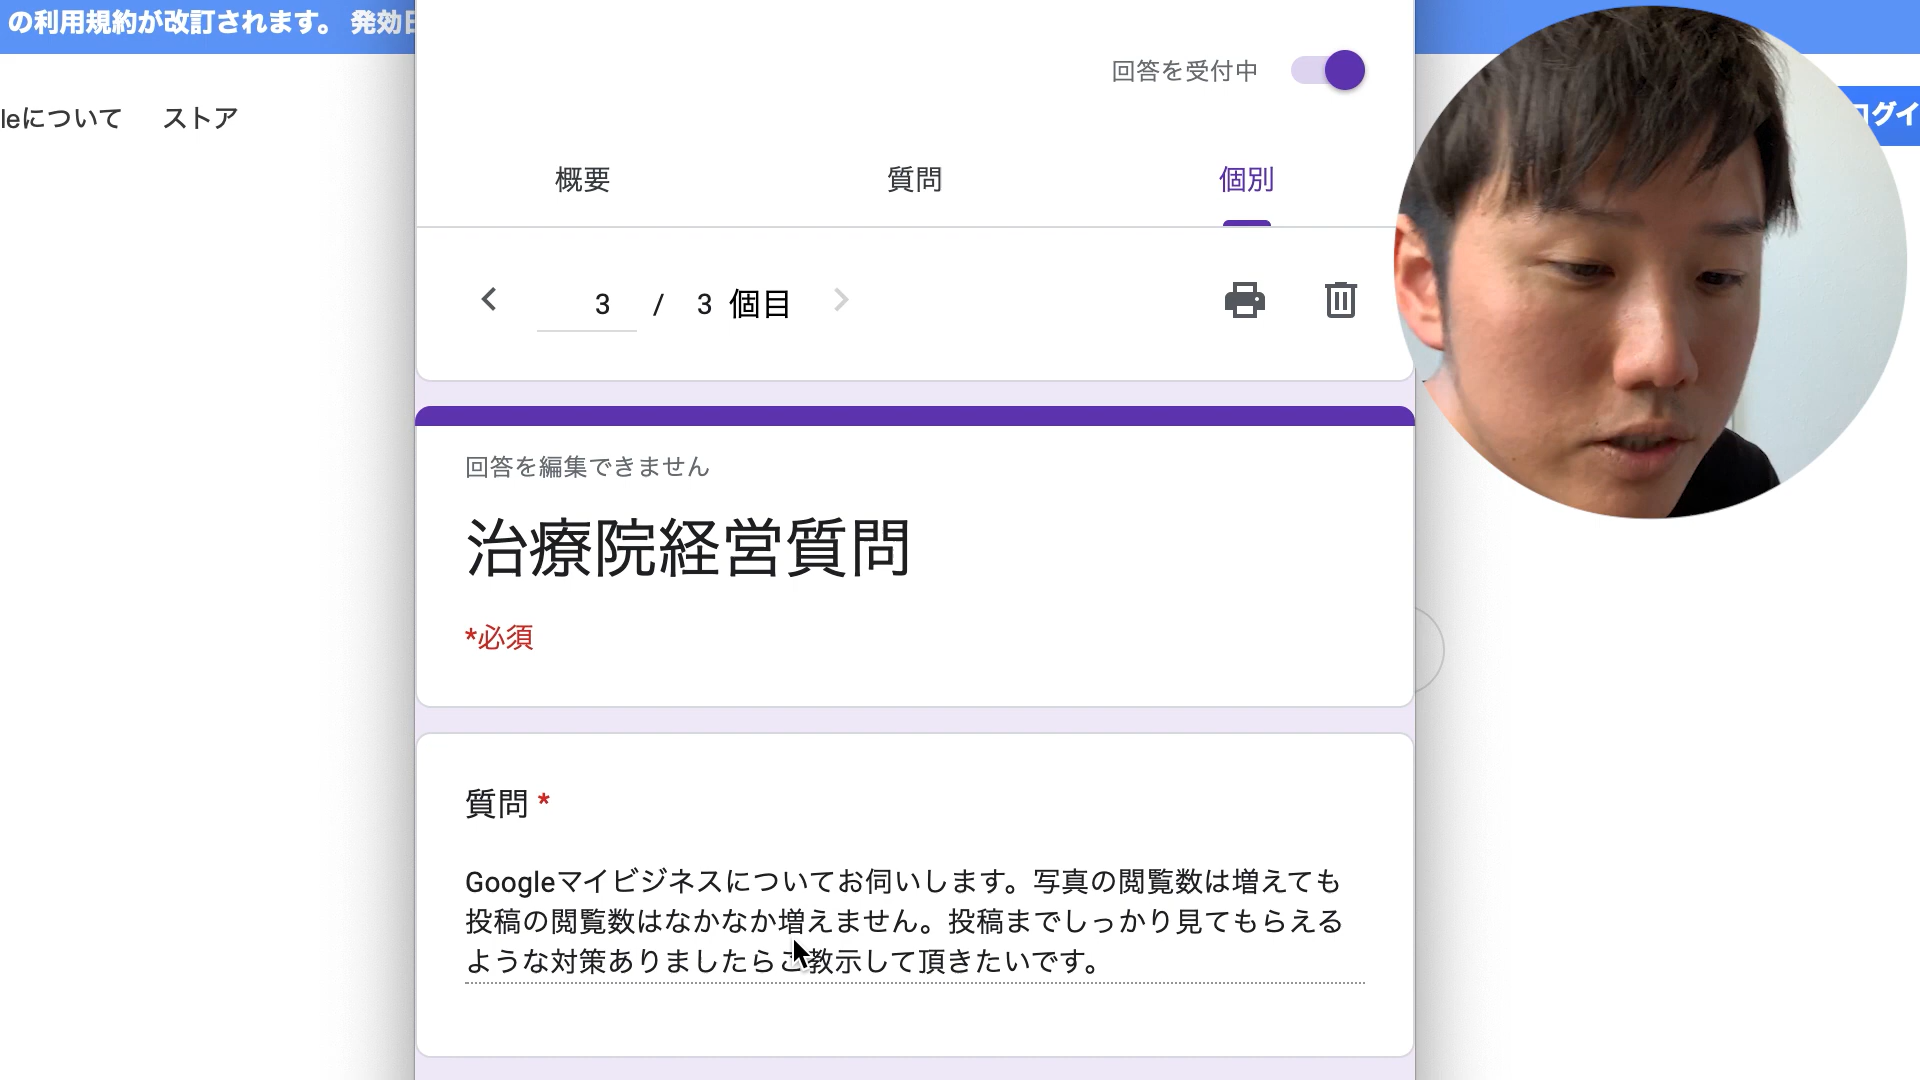 の利用規約が改訂されます。 発効日
leについて ストア
グイ
回答を受付中
概要 質問 個別
3 / 3 個目
回答を編集できません
治療院経営質問
*必須
質問 *
Googleマイビジネスについてお伺いします。写真の閲覧数は増えても
投稿の閲覧数はなかなか増えません。投稿までしっかり見てもらえる
ような対策ありましたらご教示して頂きたいです。